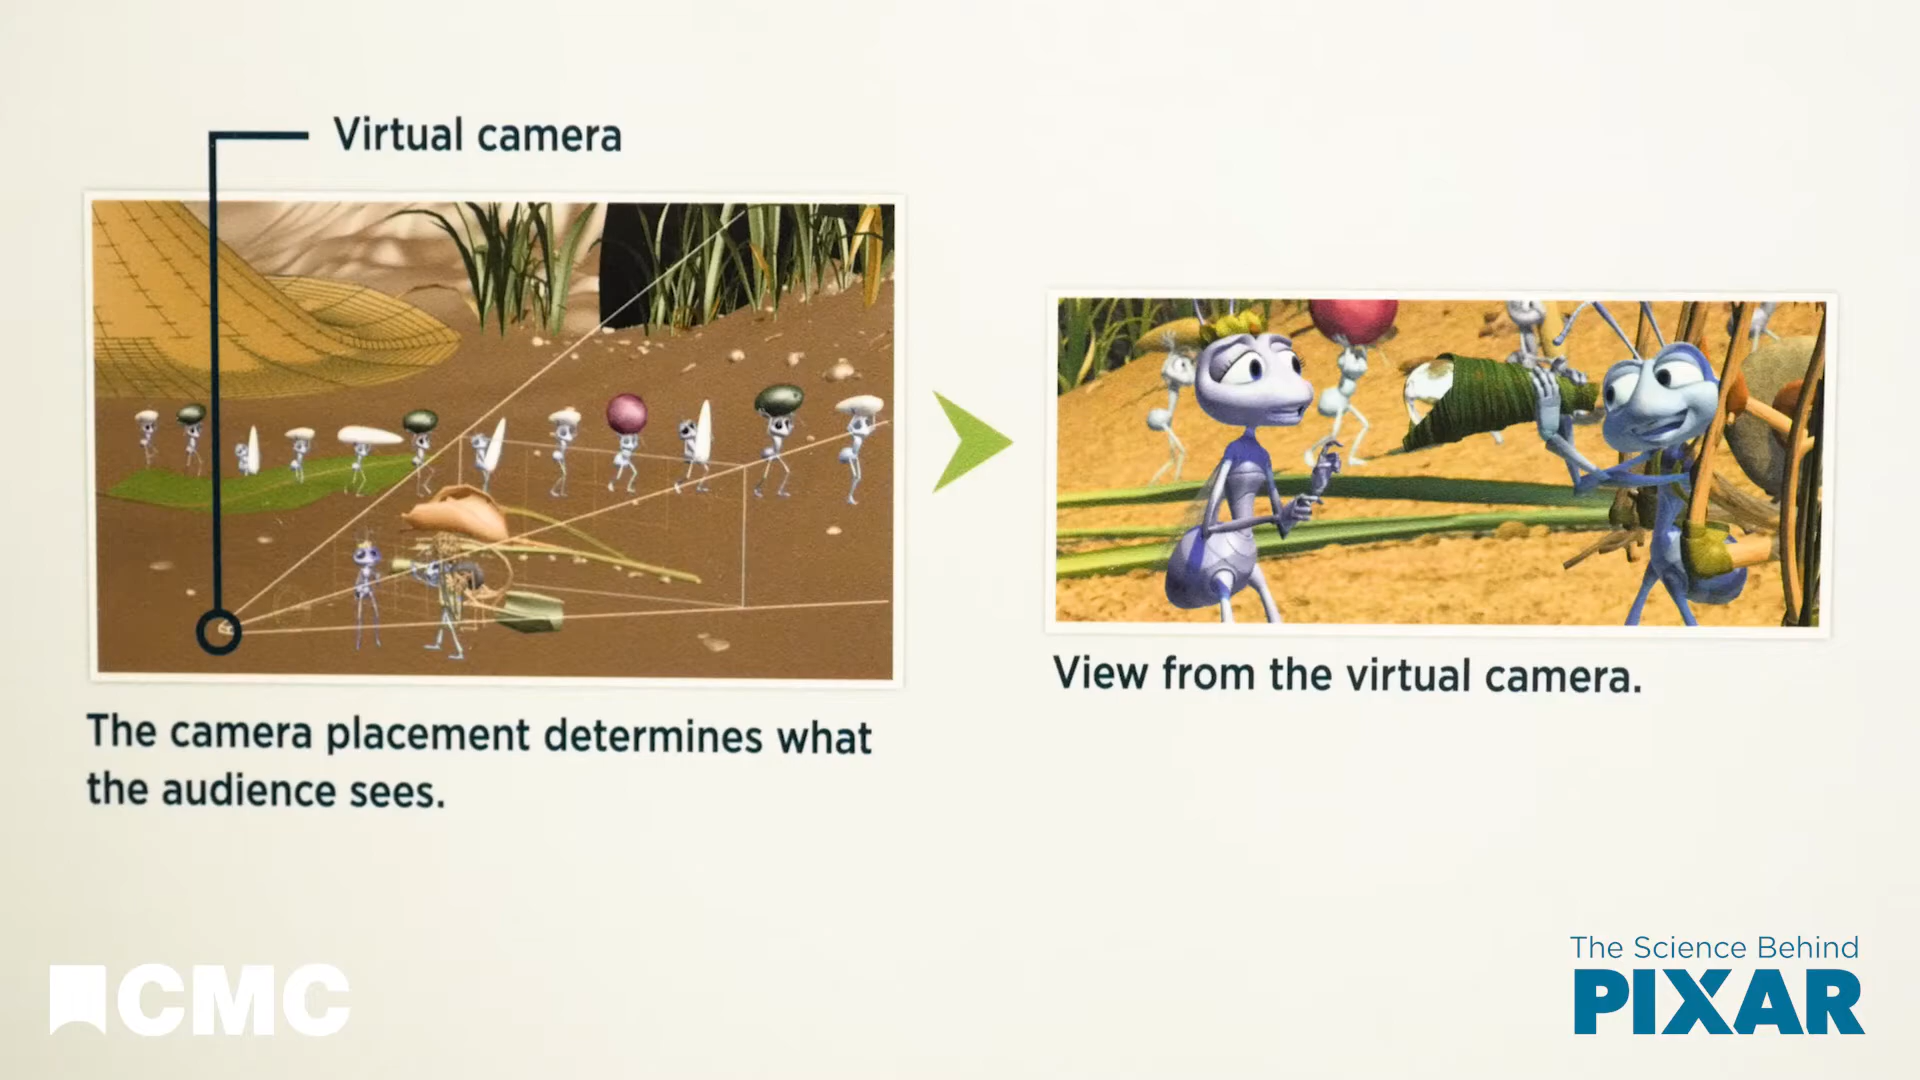 Virtual camera
The camera placement determines what
the audience sees.
View from the virtual camera.
CMC
The Science Behind
PIXAR